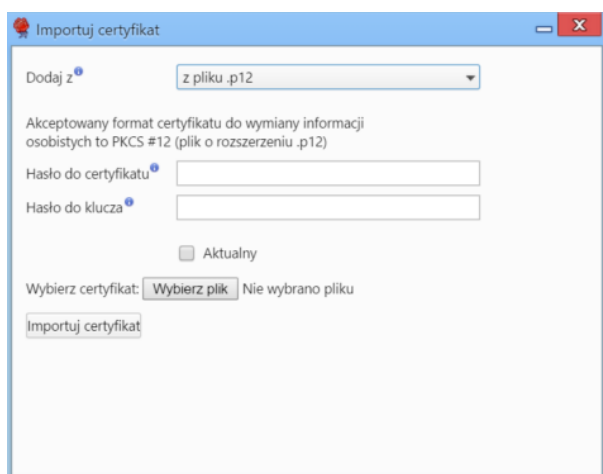 Importuj certyfikat
Dodaj z
z pliku .p12
Akceptowany format certyfikatu do wymiany informacji
osobistych to PKCS #12 (plik o rozszerzeniu .p12)
Hasło do certyfikatu
Hasło do klucza
Aktualny
Wybierz certyfikat: Wybierz plik Nie wybrano pliku
Importuj certyfikat